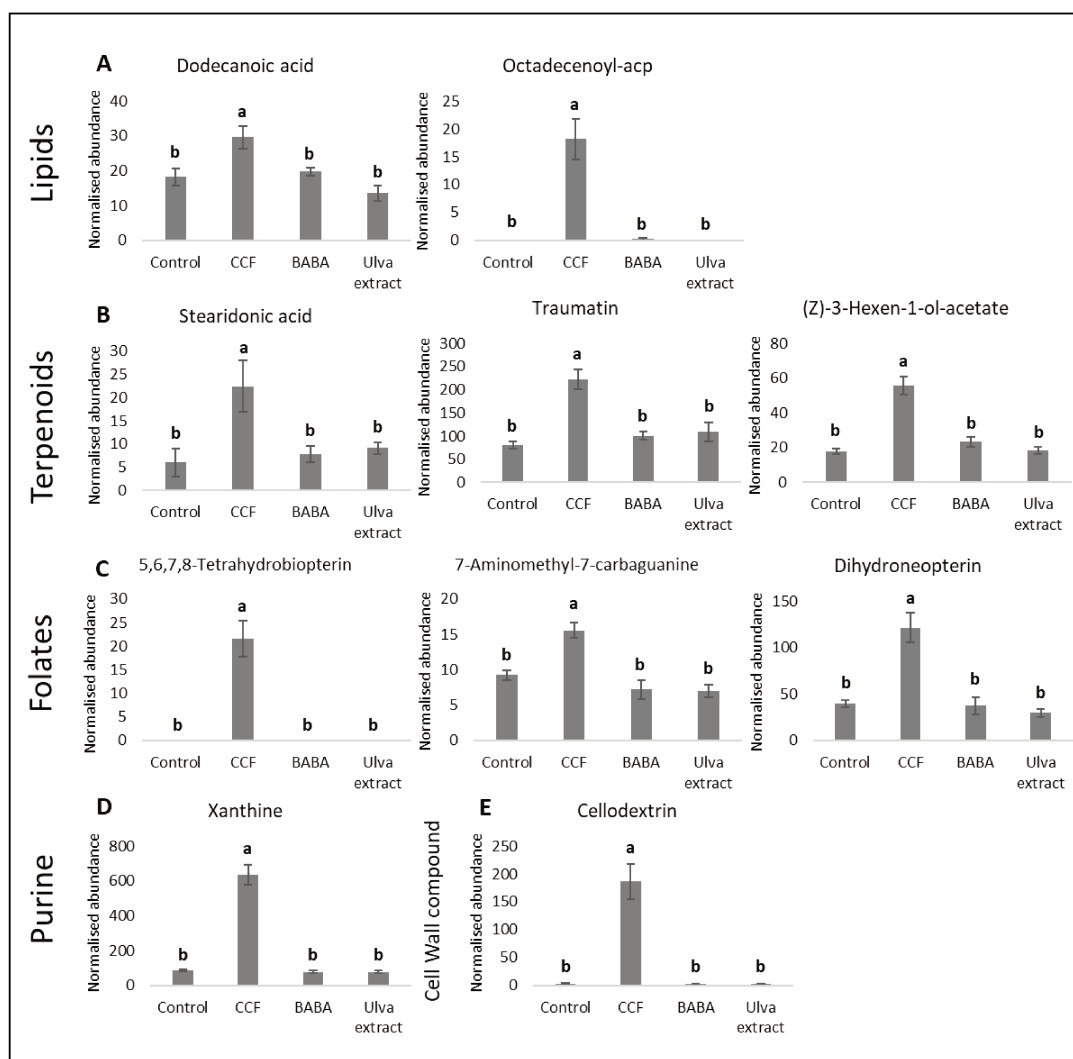 Lipids
A
Dodecanoic acid
Normalised abundance
40
30
20
10
0
b
a
b
b
Control
CCF
BABA
Ulva
extract
Octadecenoyl-acp
Normalised abundance
25
20
15
10
5
0
b
a
b
b
Control
CCF
BABA
Ulva
extract
Terpenoids
B
Stearidonic acid
Normalised abundance
30
25
20
15
10
5
0
b
a
b
b
Control
CCF
BABA
Ulva
extract
Traumatin
Normalised abundance
300
250
200
150
100
50
0
b
a
b
b
Control
CCF
BABA
Ulva
extract
(Z)-3-Hexen-1-ol-acetate
Normalised abundance
80
60
40
20
0
b
a
b
b
Control
CCF
BABA
Ulva
extract
Folates
C
5,6,7,8-Tetrahydrobiopterin
Normalised abundance
30
25
20
15
10
5
0
b
a
b
b
Control
CCF
BABA
Ulva
extract
7-Aminomethyl-7-carbaguanine
Normalised abundance
20
15
10
5
0
b
a
b
b
Control
CCF
BABA
Ulva
extract
Dihydroneopterin
Normalised abundance
150
100
50
0
b
a
b
b
Control
CCF
BABA
Ulva
extract
Purine
D
Xanthine
Normalised abundance
800
600
400
200
0
b
a
b
b
Control
CCF
BABA
Ulva
extract
Cell Wall compound
E
Cellodextrin
Normalised abundance
250
200
150
100
50
0
b
a
b
b
Control
CCF
BABA
Ulva
extract